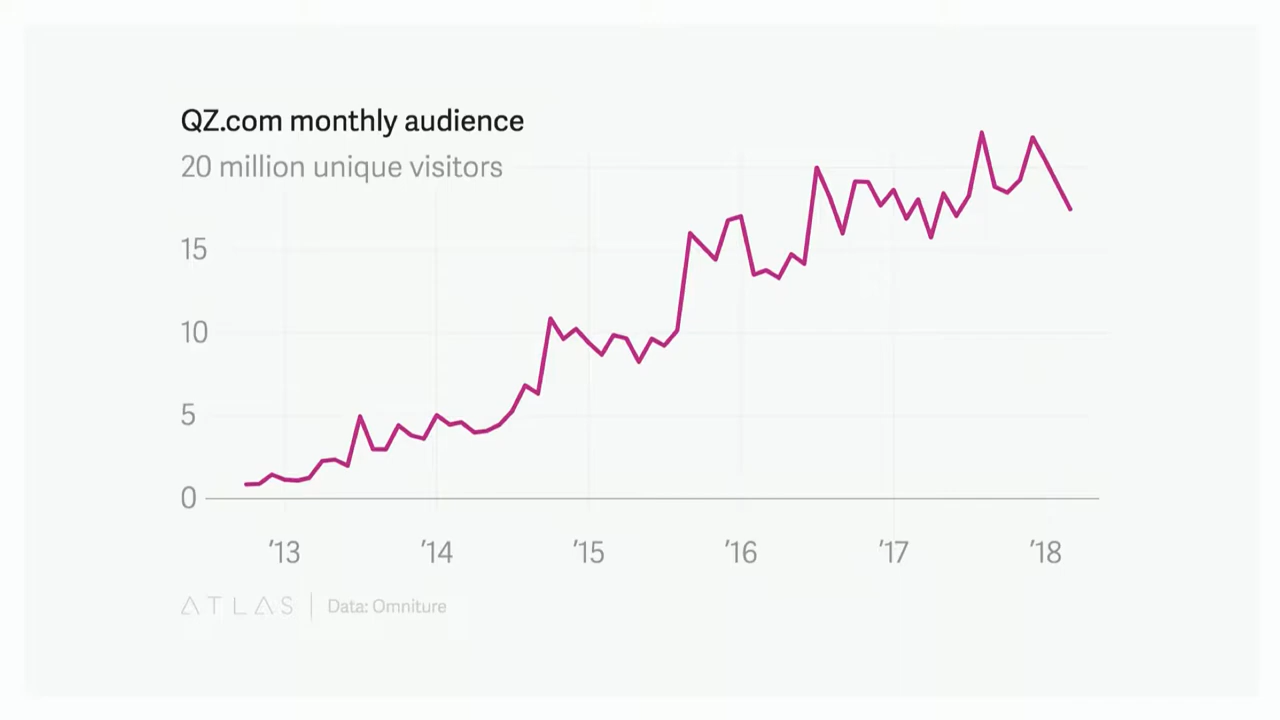 QZ.com monthly audience
20 million unique visitors
15
10
5
0
’13 ’14 ’15 ’16 ’17 ’18
ATLAS | Data: Omniture